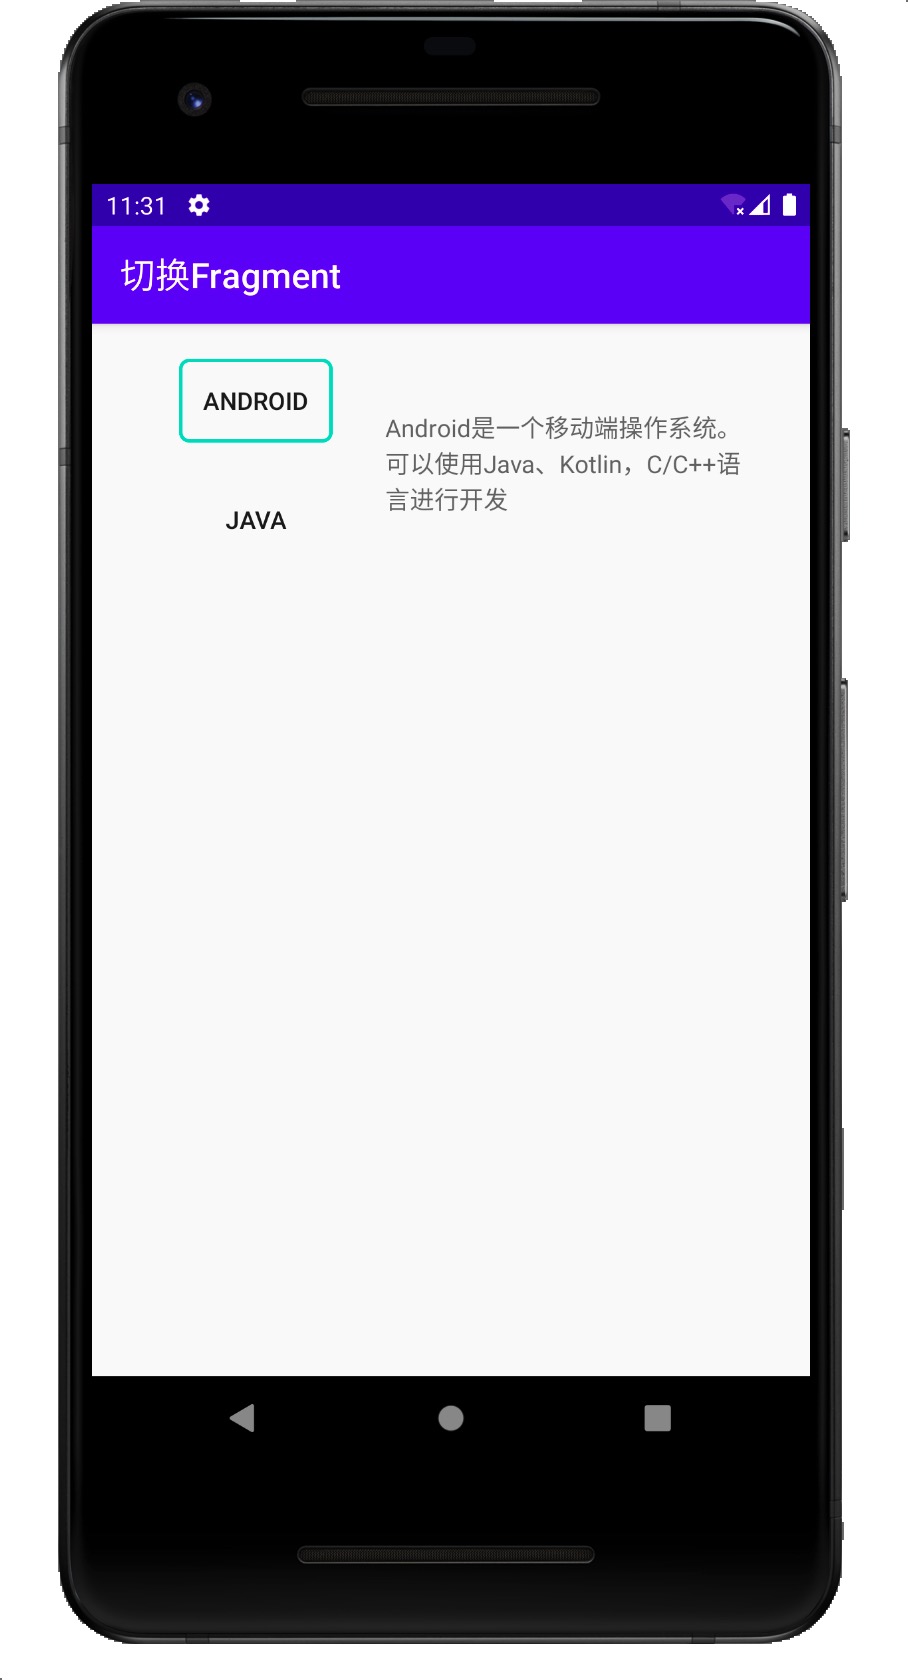 11:31
切换Fragment
ANDROID
Android是一个移动端操作系统。
可以使用Java、Kotlin，C/C++语
言进行开发
JAVA